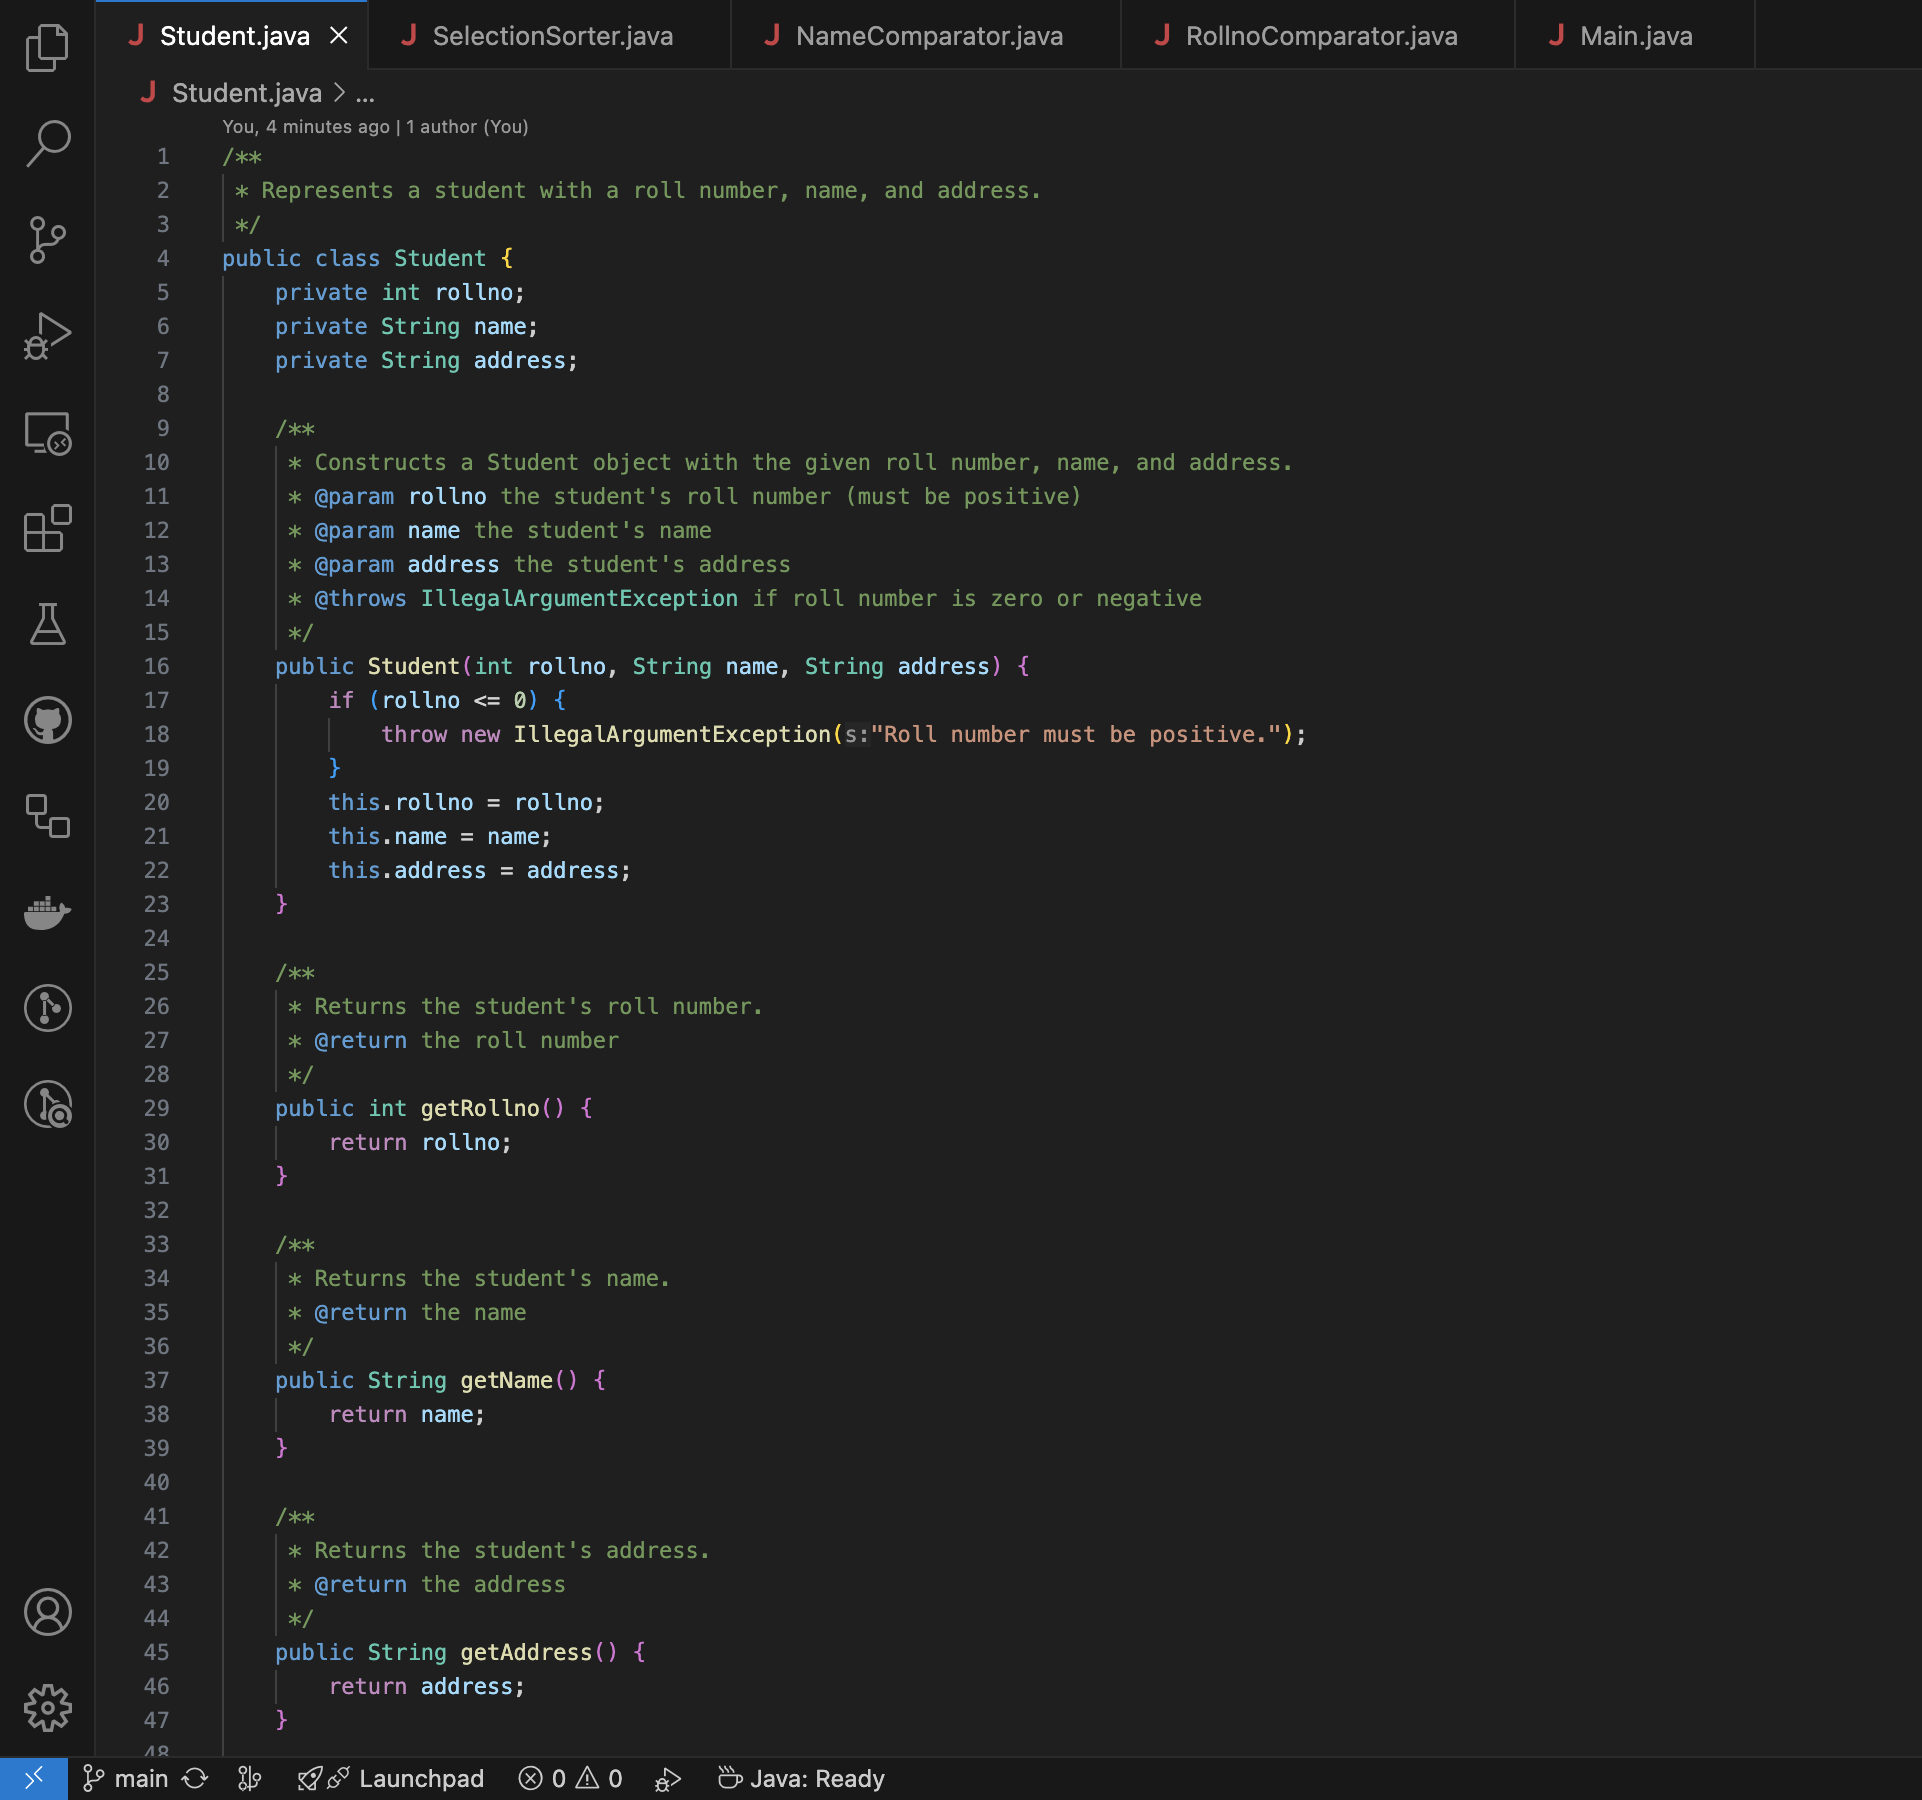 Student.java SelectionSorter.java NameComparator.java RollnoComparator.java Main.java
Student.java > ...
You, 4 minutes ago | 1 author (You)
1 /**
2  * Represents a student with a roll number, name, and address.
3  */
4 public class Student {
5     private int rollno;
6     private String name;
7     private String address;
8
9     /**
10      * Constructs a Student object with the given roll number, name, and address.
11      * @param rollno the student's roll number (must be positive)
12      * @param name the student's name
13      * @param address the student's address
14      * @throws IllegalArgumentException if roll number is zero or negative
15      */
16     public Student(int rollno, String name, String address) {
17         if (rollno <= 0) {
18             throw new IllegalArgumentException(s:"Roll number must be positive.");
19         }
20         this.rollno = rollno;
21         this.name = name;
22         this.address = address;
23     }
24
25     /**
26      * Returns the student's roll number.
27      * @return the roll number
28      */
29     public int getRollno() {
30         return rollno;
31     }
32
33     /**
34      * Returns the student's name.
35      * @return the name
36      */
37     public String getName() {
38         return name;
39     }
40
41     /**
42      * Returns the student's address.
43      * @return the address
44      */
45     public String getAddress() {
46         return address;
47     }
48
main Launchpad 0 0 Java: Ready